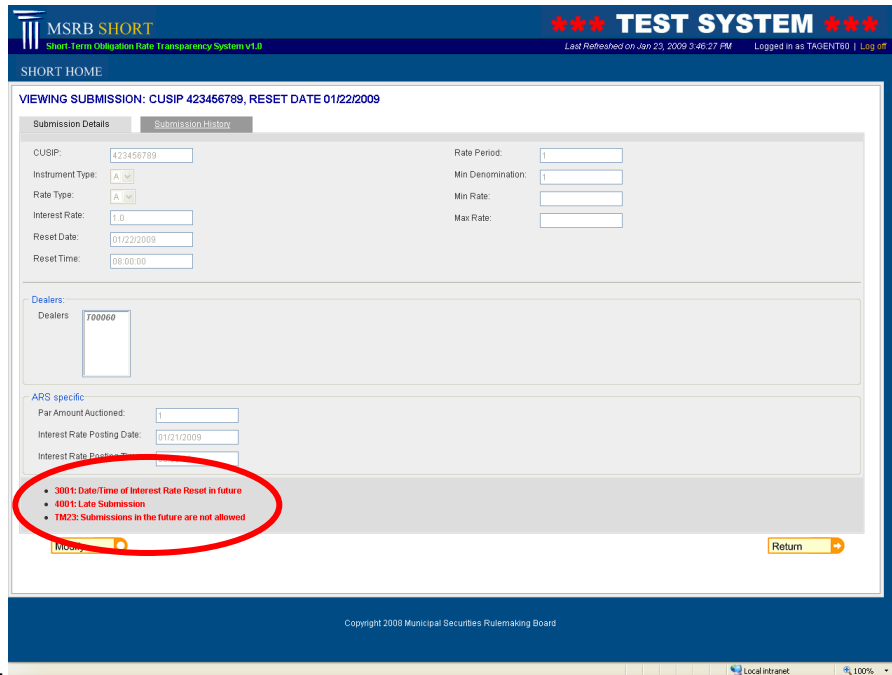 MSRB SHORT
*** TEST SYSTEM ***
Short-Term Obligation Rate Transparency System v1.0
Last Refreshed on Jan 23, 2009 3:46:27 PM Logged in as TAGENT60 | Log off
SHORT HOME
VIEWING SUBMISSION: CUSIP 423456789, RESET DATE 01/22/2009
Submission Details Submission History
CUSIP: 423456789 Rate Period: 1
Instrument Type: A Min Denomination: 1
Rate Type: A Min Rate:
Interest Rate: 1.0 Max Rate:
Reset Date: 01/22/2009
Reset Time: 08:00:00
Dealers:
Dealers T00060
ARS specific
Par Amount Auctioned: 1
Interest Rate Posting Date: 01/21/2009
Interest Rate Posting
• 3001: Date/Time of Interest Rate Reset in future
• 4001: Late Submission
• TM23: Submissions in the future are not allowed
Modify Return
Copyright 2008 Municipal Securities Rulemaking Board
Local intranet 100%